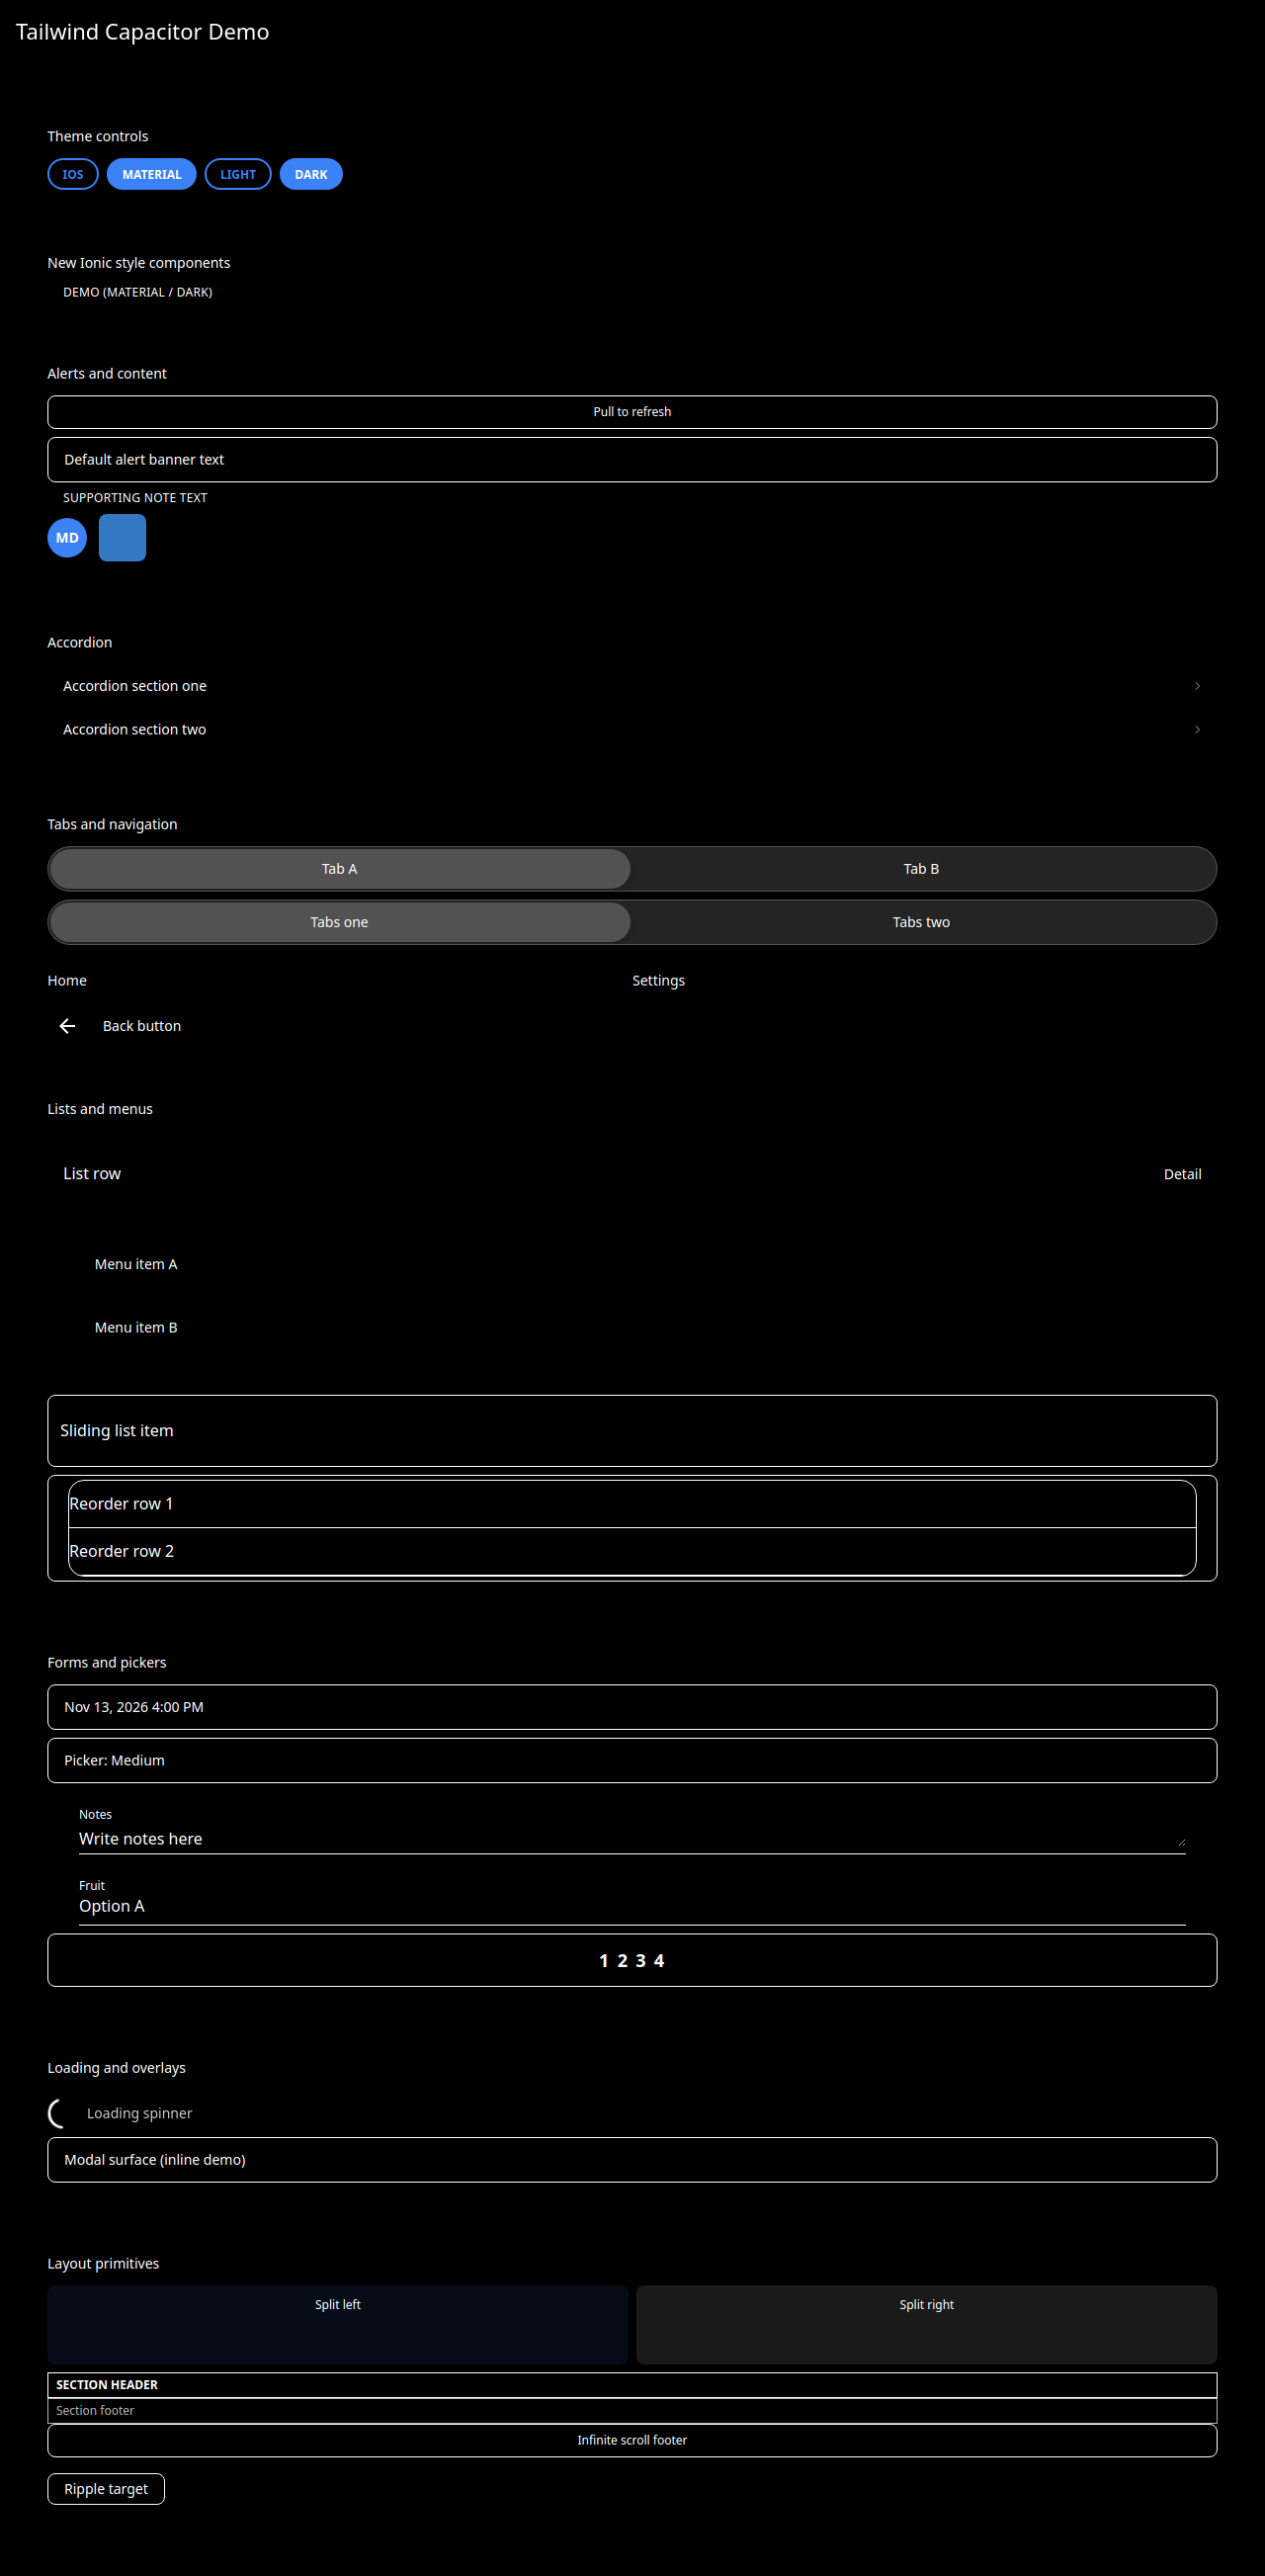 Tailwind Capacitor Demo
Theme controls
IOS MATERIAL LIGHT DARK
New Ionic style components
DEMO (MATERIAL / DARK)
Alerts and content
Pull to refresh
Default alert banner text
SUPPORTING NOTE TEXT
MD
Accordion
Accordion section one
Accordion section two
Tabs and navigation
Tab A Tab B
Tabs one Tabs two
Home Settings
Back button
Lists and menus
List row Detail
Menu item A
Menu item B
Sliding list item
Reorder row 1
Reorder row 2
Forms and pickers
Nov 13, 2026 4:00 PM
Picker: Medium
Notes
Write notes here
Fruit
Option A
1 2 3 4
Loading and overlays
Loading spinner
Modal surface (inline demo)
Layout primitives
Split left Split right
SECTION HEADER
Section footer
Infinite scroll footer
Ripple target